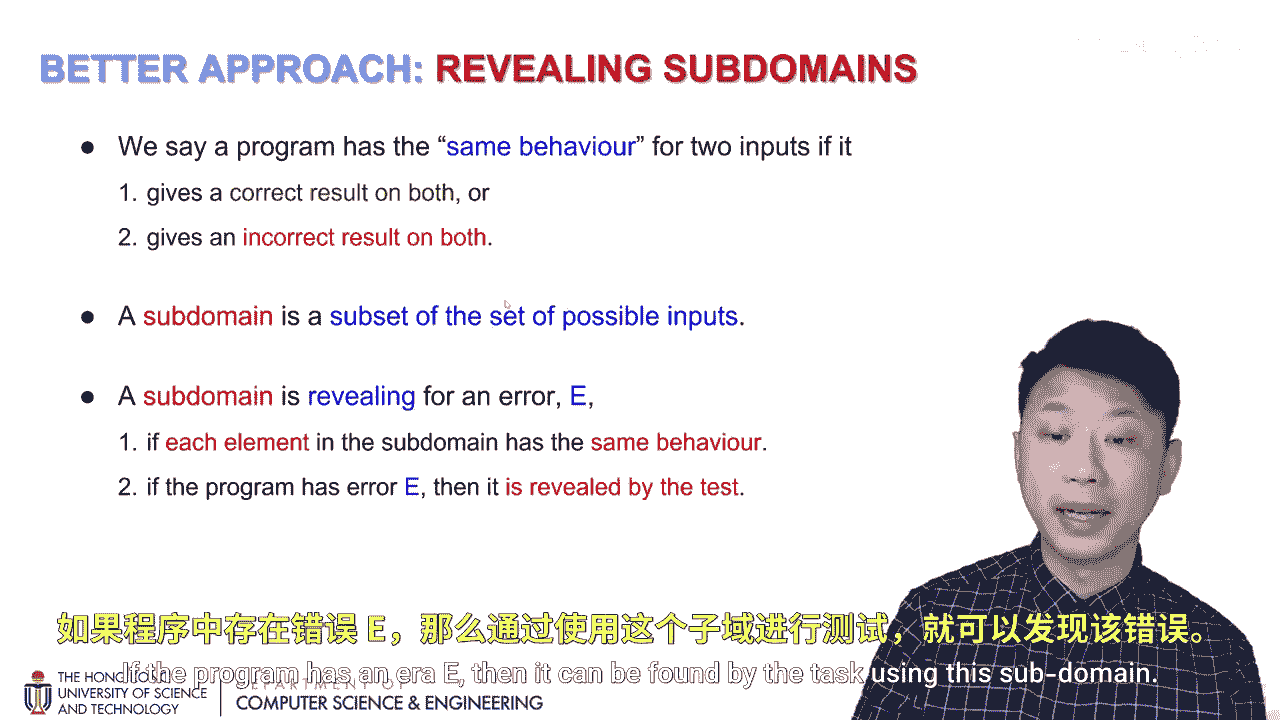 BETTER APPROACH: REVEALING SUBDOMAINS
● We say a program has the “same behaviour” for two inputs if it
1. gives a correct result on both, or
2. gives an incorrect result on both.
● A subdomain is a subset of the set of possible inputs.
● A subdomain is revealing for an error, E,
1. if each element in the subdomain has the same behaviour.
2. if the program has error E, then it is revealed by the test.
如果程序中存在错误 E，那么通过使用这个子域进行测试，就可以发现该错误。
If the program has an era E, then it can be found by the task using this sub-domain.
THE HONG
UNIVERSITY OF SCIENCE
AND TECHNOLOGY
DEPARTMENT OF
COMPUTER SCIENCE & ENGINEERING